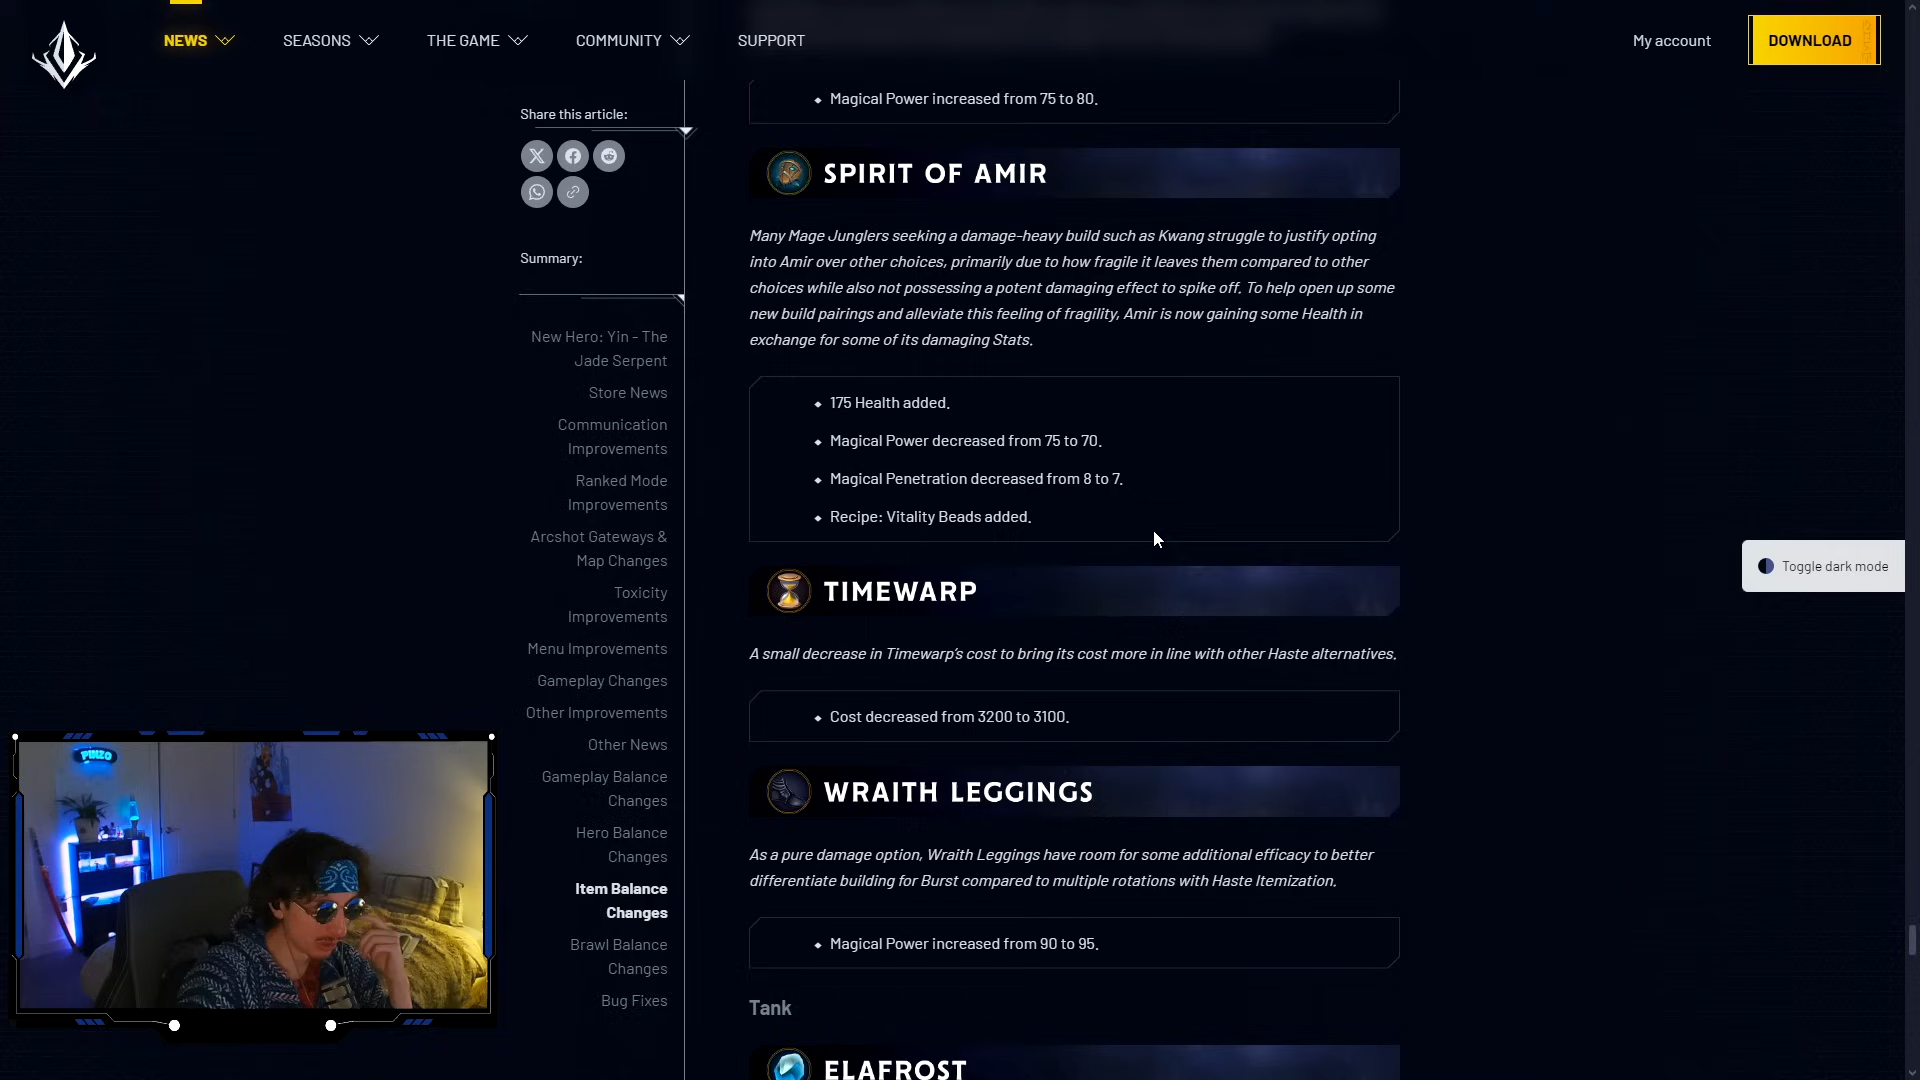 NEWS
SEASONS
THE GAME
COMMUNITY
SUPPORT
My account
DOWNLOAD
Share this article:
Summary:
New Hero: Yin - The
Jade Serpent
Store News
Communication
Improvements
Ranked Mode
Improvements
Arcshot Gateways &
Map Changes
Toxicity
Improvements
Menu Improvements
Gameplay Changes
Other Improvements
Other News
Gameplay Balance
Changes
Hero Balance
Changes
Item Balance
Changes
Brawl Balance
Changes
Bug Fixes
Magical Power increased from 75 to 80.
SPIRIT OF AMIR
Many Mage Junglers seeking a damage-heavy build such as Kwang struggle to justify opting
into Amir over other choices, primarily due to how fragile it leaves them compared to other
choices while also not possessing a potent damaging effect to spike off. To help open up some
new build pairings and alleviate this feeling of fragility, Amir is now gaining some Health in
exchange for some of its damaging Stats.
175 Health added.
Magical Power decreased from 75 to 70.
Magical Penetration decreased from 8 to 7.
Recipe: Vitality Beads added.
TIMEWARP
A small decrease in Timewarp's cost to bring its cost more in line with other Haste alternatives.
Cost decreased from 3200 to 3100.
WRAITH LEGGINGS
As a pure damage option, Wraith Leggings have room for some additional efficacy to better
differentiate building for Burst compared to multiple rotations with Haste Itemization.
Magical Power increased from 90 to 95.
Tank
ELAFROST
Toggle dark mode
PINZO